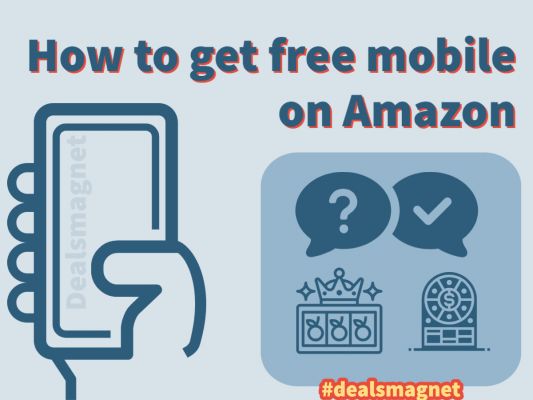 How to get free mobile
on Amazon
Dealsmagnet
?
$
#dealsmagnet